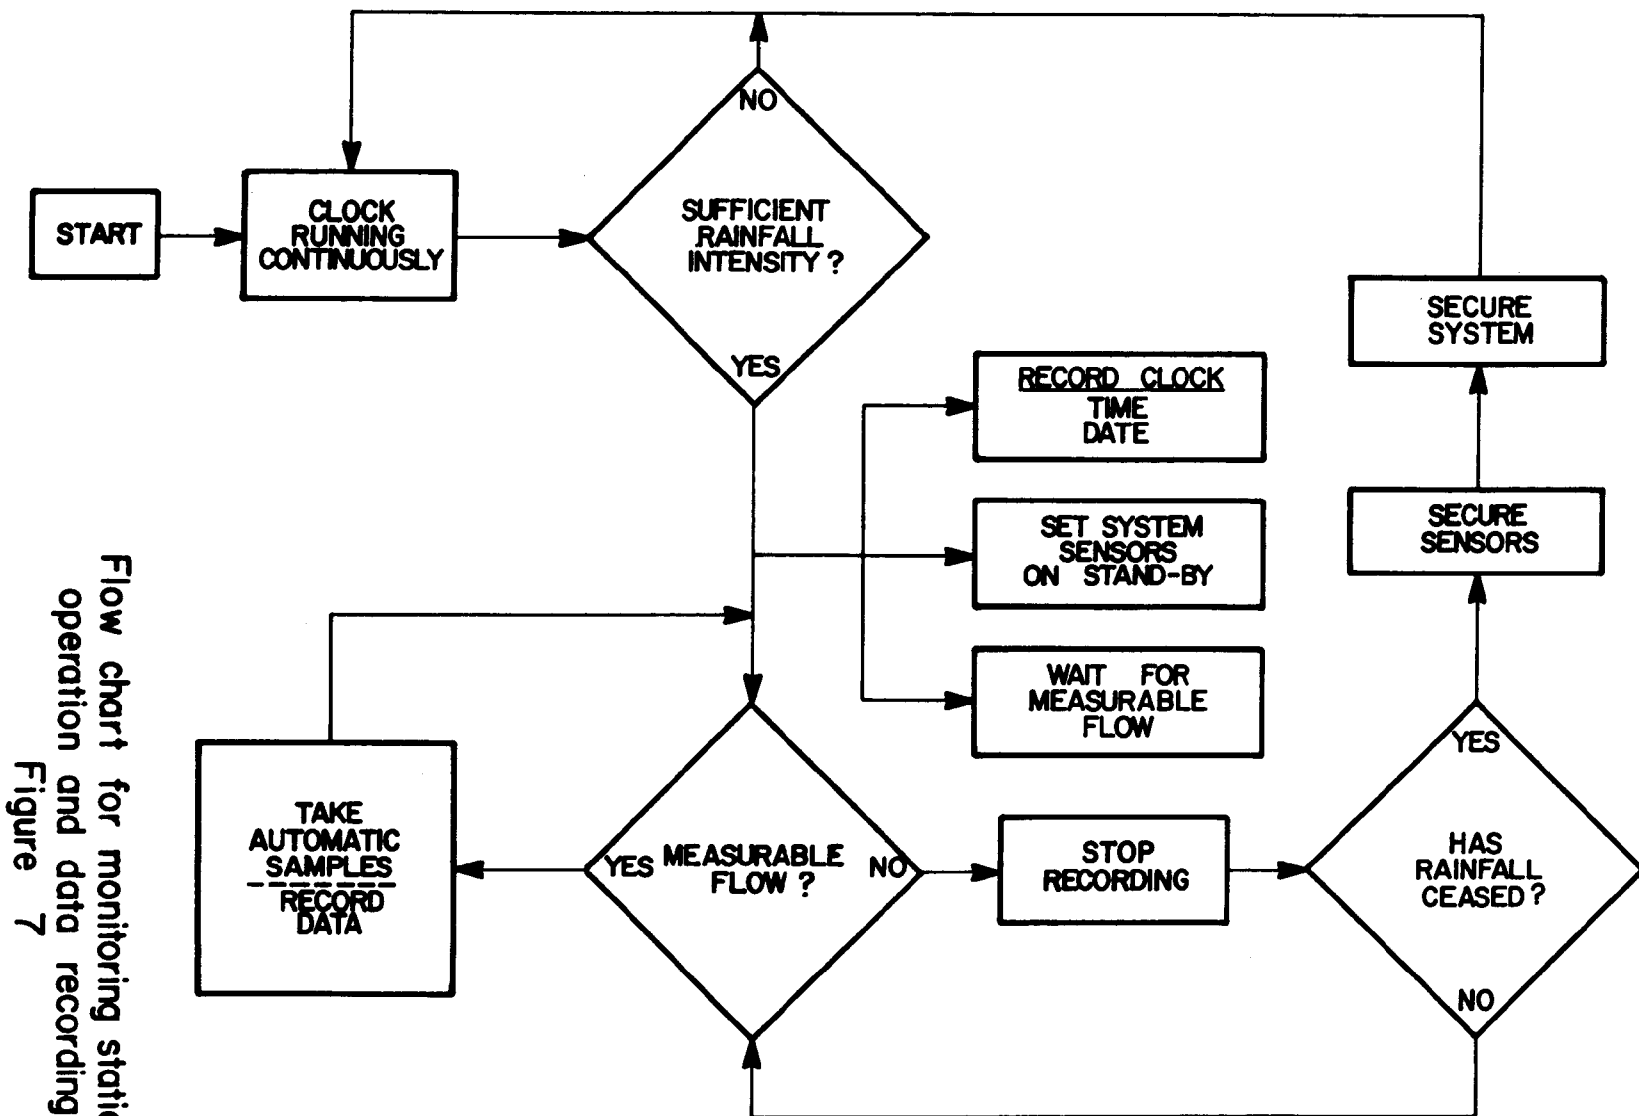 START
CLOCK
RUNNING
CONTINUOUSLY
NO
SUFFICIENT
RAINFALL
INTENSITY ?
YES
RECORD CLOCK
TIME
DATE
SET SYSTEM
SENSORS
ON STAND-BY
WAIT FOR
MEASURABLE
FLOW
SECURE
SYSTEM
SECURE
SENSORS
TAKE
AUTOMATIC
SAMPLES
RECORD
DATA
YES
MEASURABLE
FLOW ?
NO
STOP
RECORDING
YES
HAS
RAINFALL
CEASED ?
NO
Flow chart for monitoring
operation and data recording
Figure 7